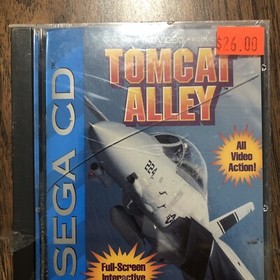 $26.00
TOMCAT
ALLEY
SEGA CD
All
Video
Action!
Full-Screen
Interactive